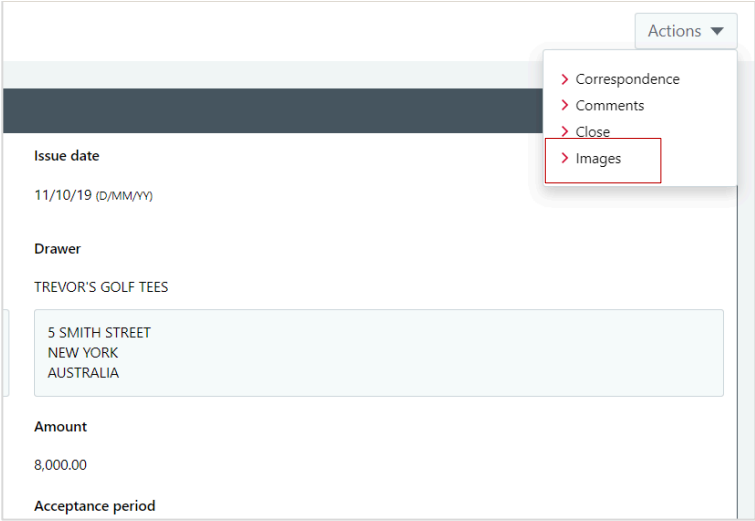 Actions
Correspondence
Comments
Close
Images
Issue date
11/10/19 (D/MM/YY)
Drawer
TREVOR'S GOLF TEES
5 SMITH STREET
NEW YORK
AUSTRALIA
Amount
8,000.00
Acceptance period